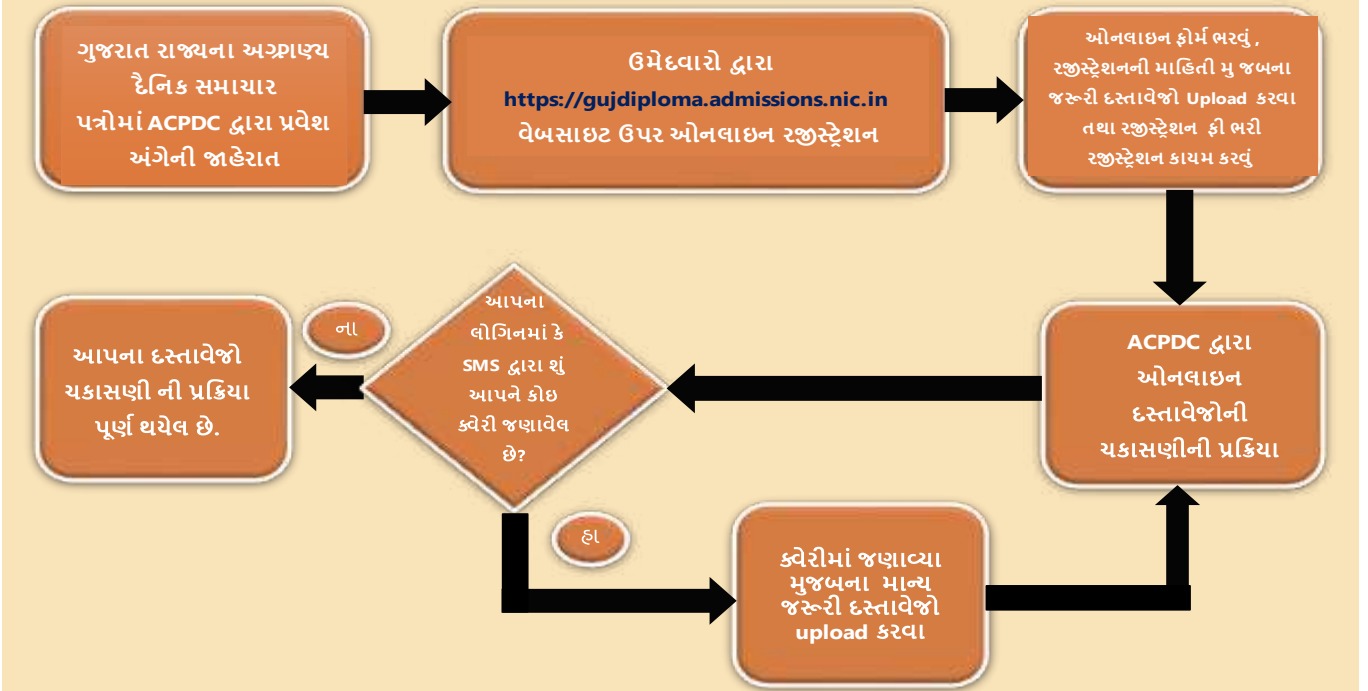 ગુજરાત રાજ્યના અગ્રગણ્ય
દૈનિક સમાચાર
પત્રોમાં ACPDC દ્વારા પ્રવેશ
અંગેની જાહેરાત
ઉમેદવારો દ્વારા
https://gujdiploma.admissions.nic.in
વેબસાઇટ ઉપર ઓનલાઇન રજીસ્ટ્રેશન
ઓનલાઇન ફોર્મ ભરવું ,
રજીસ્ટ્રેશનની માહિતી મુ જબના
જરૂરી દસ્તાવેજો Upload કરવા
તથા રજીસ્ટ્રેશન ફી ભરી
રજીસ્ટ્રેશન કાયમ કરવું
ACPDC દ્વારા
ઓનલાઇન
દસ્તાવેજોની
ચકાસણીની પ્રક્રિયા
આપના
લોગિનમાં કે
SMS દ્વારા શું
આપને કોઇ
ક્વેરી જણાવેલ
છે?
ના
આપના દસ્તાવેજો
ચકાસણી ની પ્રક્રિયા
પૂર્ણ થયેલ છે.
હા
ક્વેરીમાં જણાવ્યા
મુજબના માન્ય
જરૂરી દસ્તાવેજો
upload કરવા